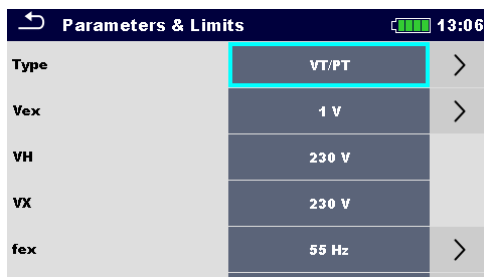 Parameters & Limits 13:06
Type VT/PT
Vex 1 V
VH 230 V
VX 230 V
fex 55 Hz